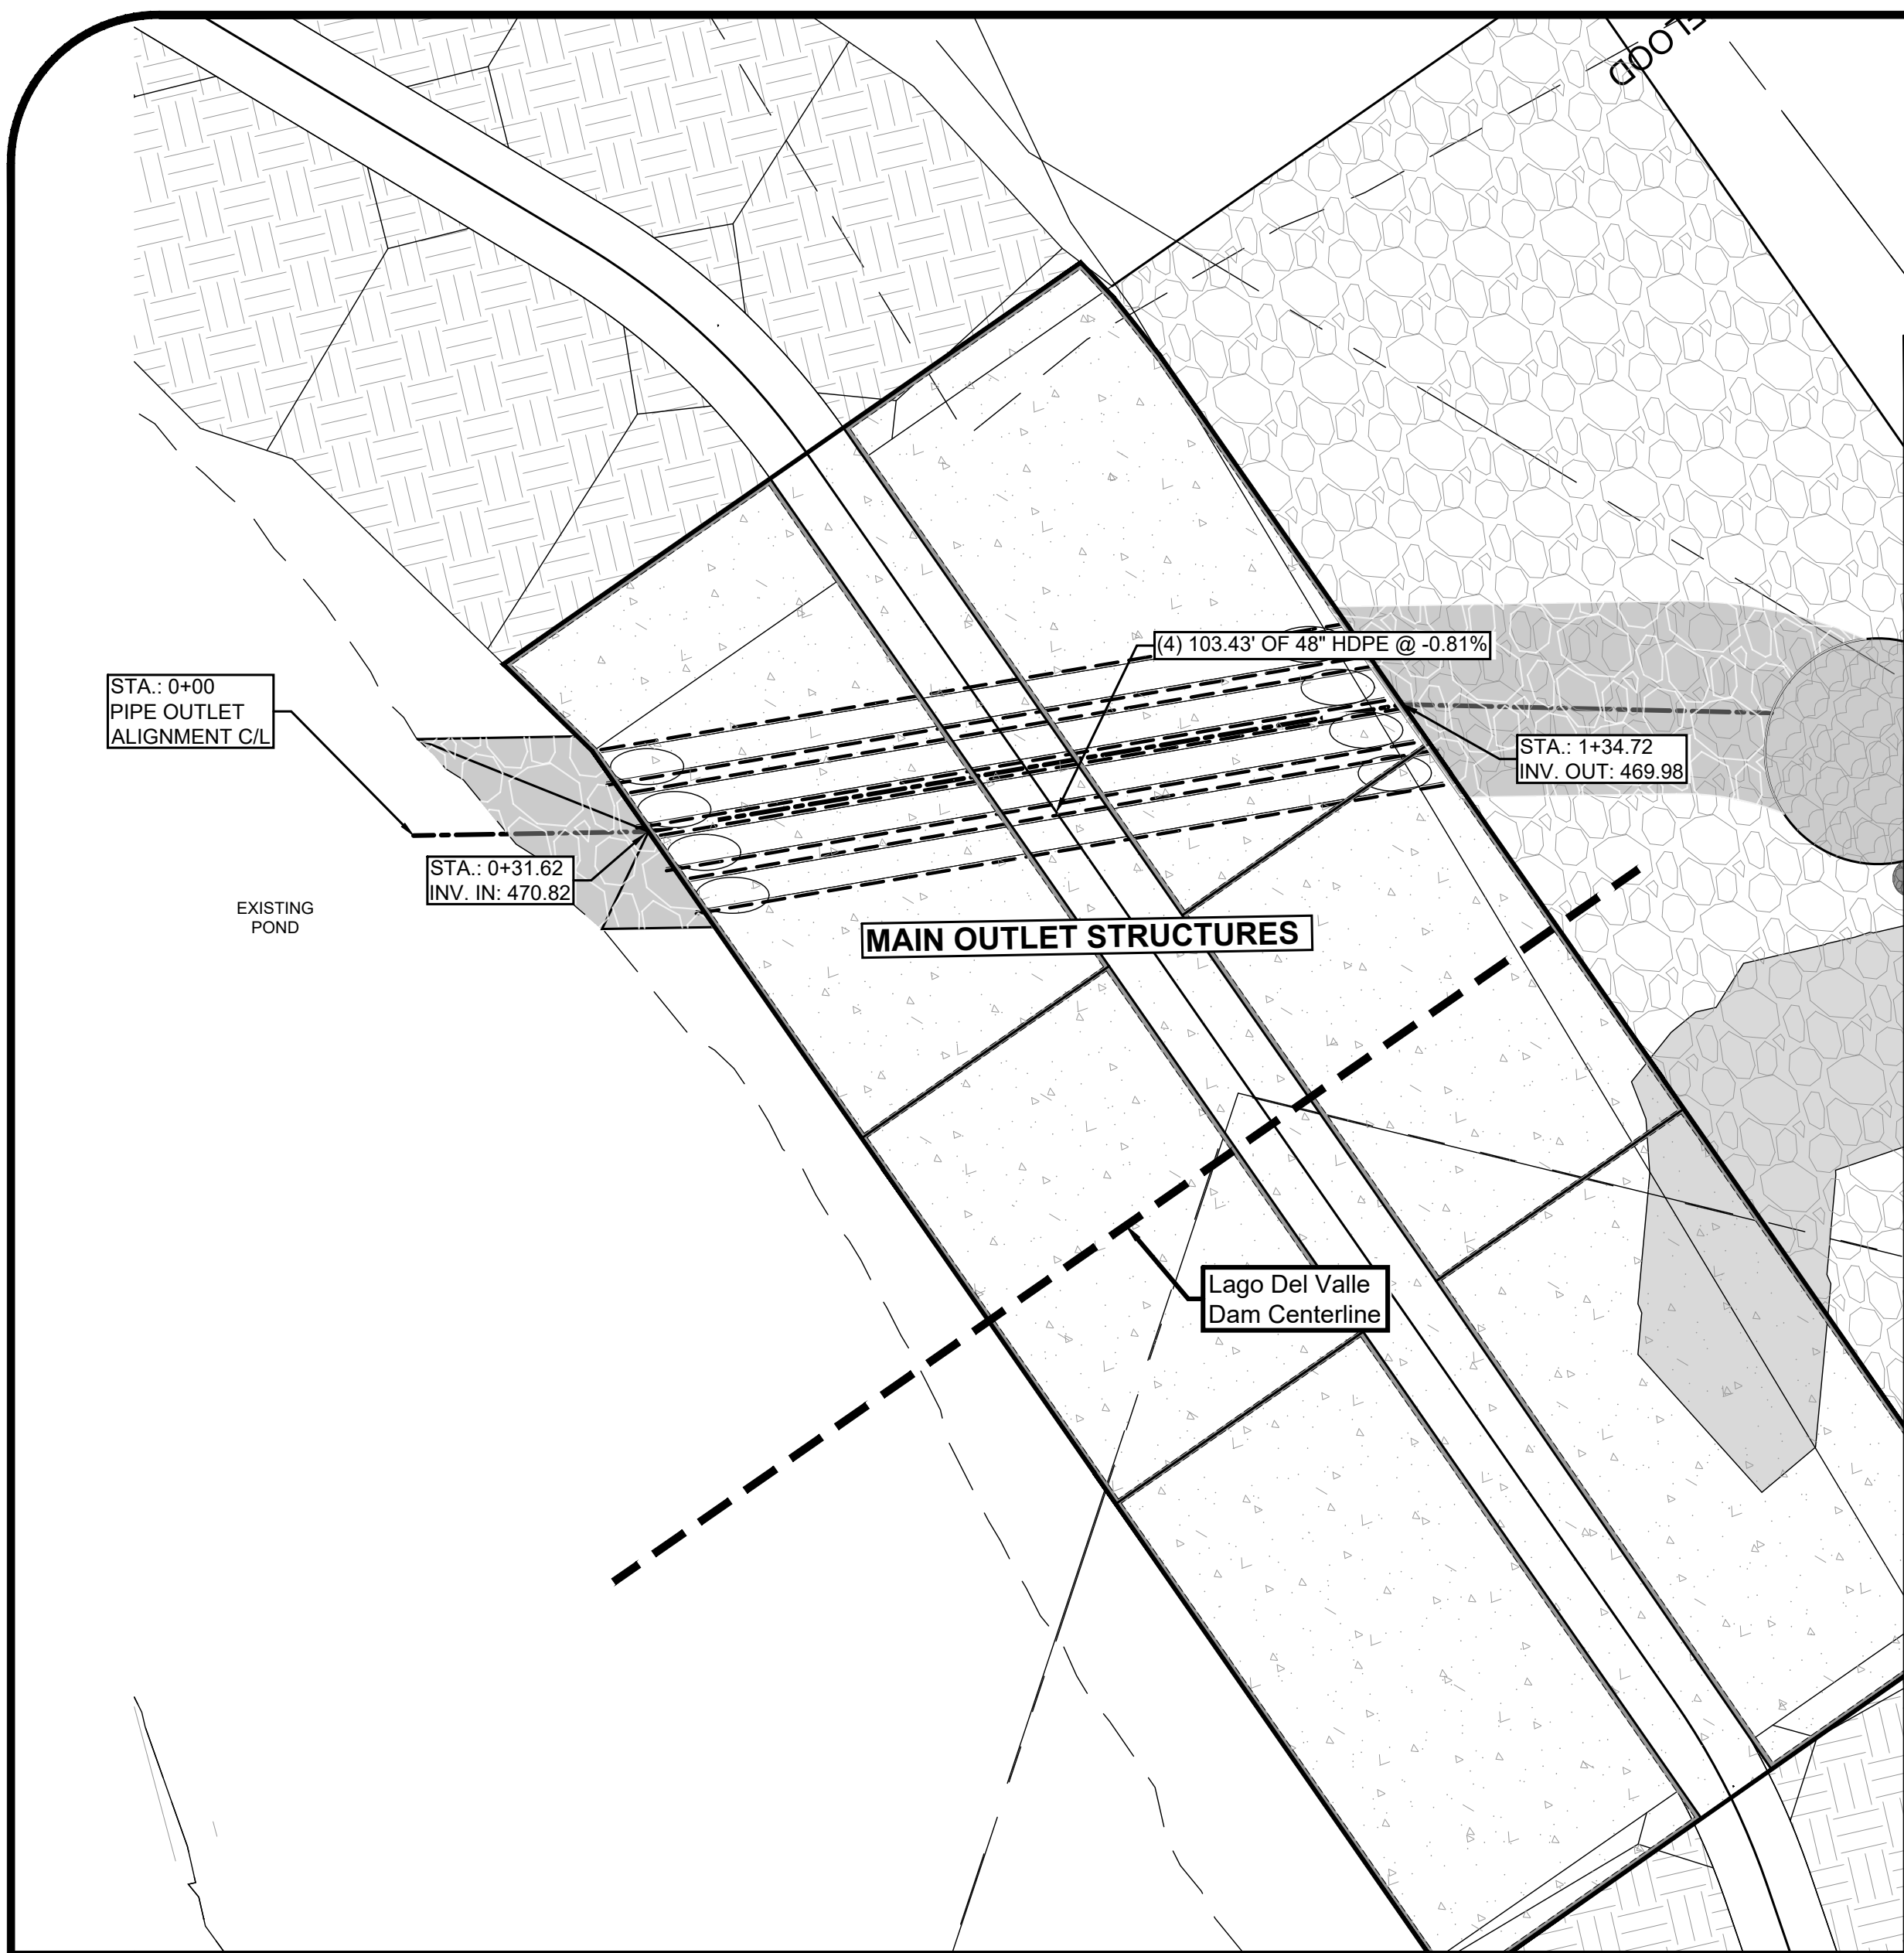 OOD
(4) 103.43' OF 48" HDPE @ -0.81%
STA.: 0+00
PIPE OUTLET
ALIGNMENT C/L
STA.: 1+34.72
INV. OUT: 469.98
STA.: 0+31.62
INV. IN: 470.82
EXISTING
POND
MAIN OUTLET STRUCTURES
Lago Del Valle
Dam Centerline